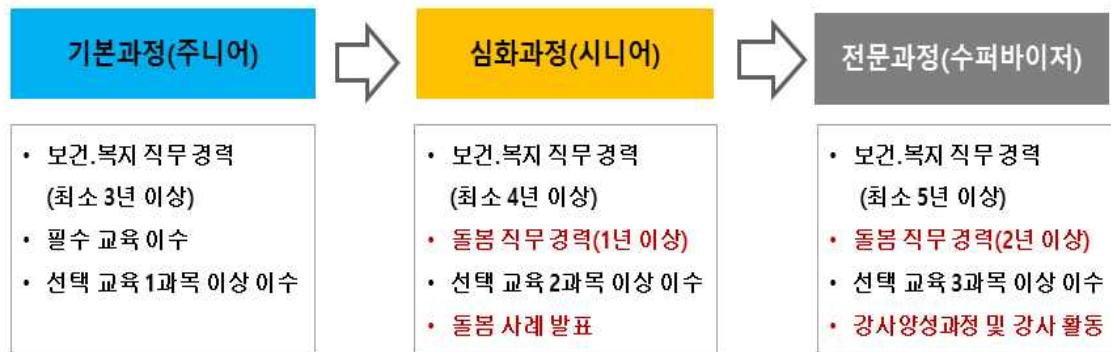 기본과정(주니어)
심화과정(시니어)
전문과정(수퍼바이저)
• 보건.복지 직무 경력
(최소 3년 이상)
• 필수 교육 이수
• 선택 교육 1과목 이상 이수
• 보건.복지 직무 경력
(최소 4년 이상)
• 돌봄 직무 경력(1년 이상)
• 선택 교육 2과목 이상 이수
• 돌봄 사례 발표
• 보건.복지 직무 경력
(최소 5년 이상)
• 돌봄 직무 경력(2년 이상)
• 선택 교육 3과목 이상 이수
• 강사양성과정 및 강사 활동